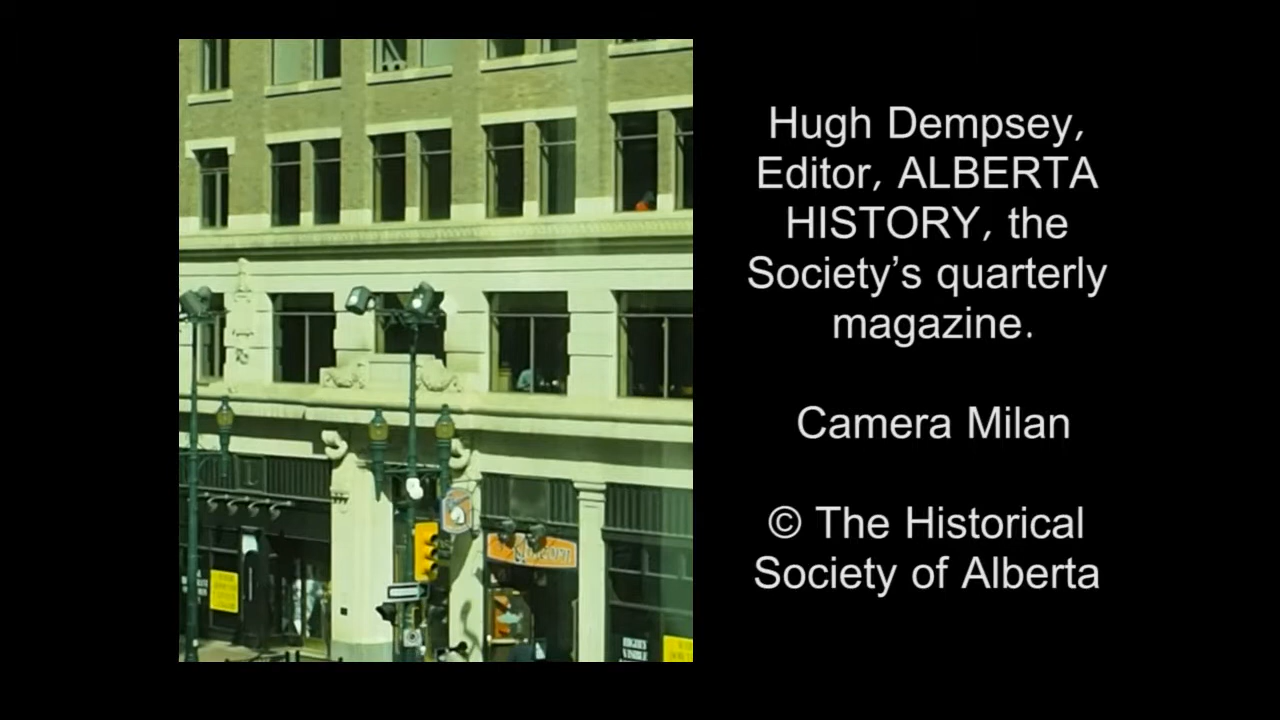 Hugh Dempsey,
Editor, ALBERTA
HISTORY, the
Society's quarterly
magazine.
Camera Milan
© The Historical
Society of Alberta